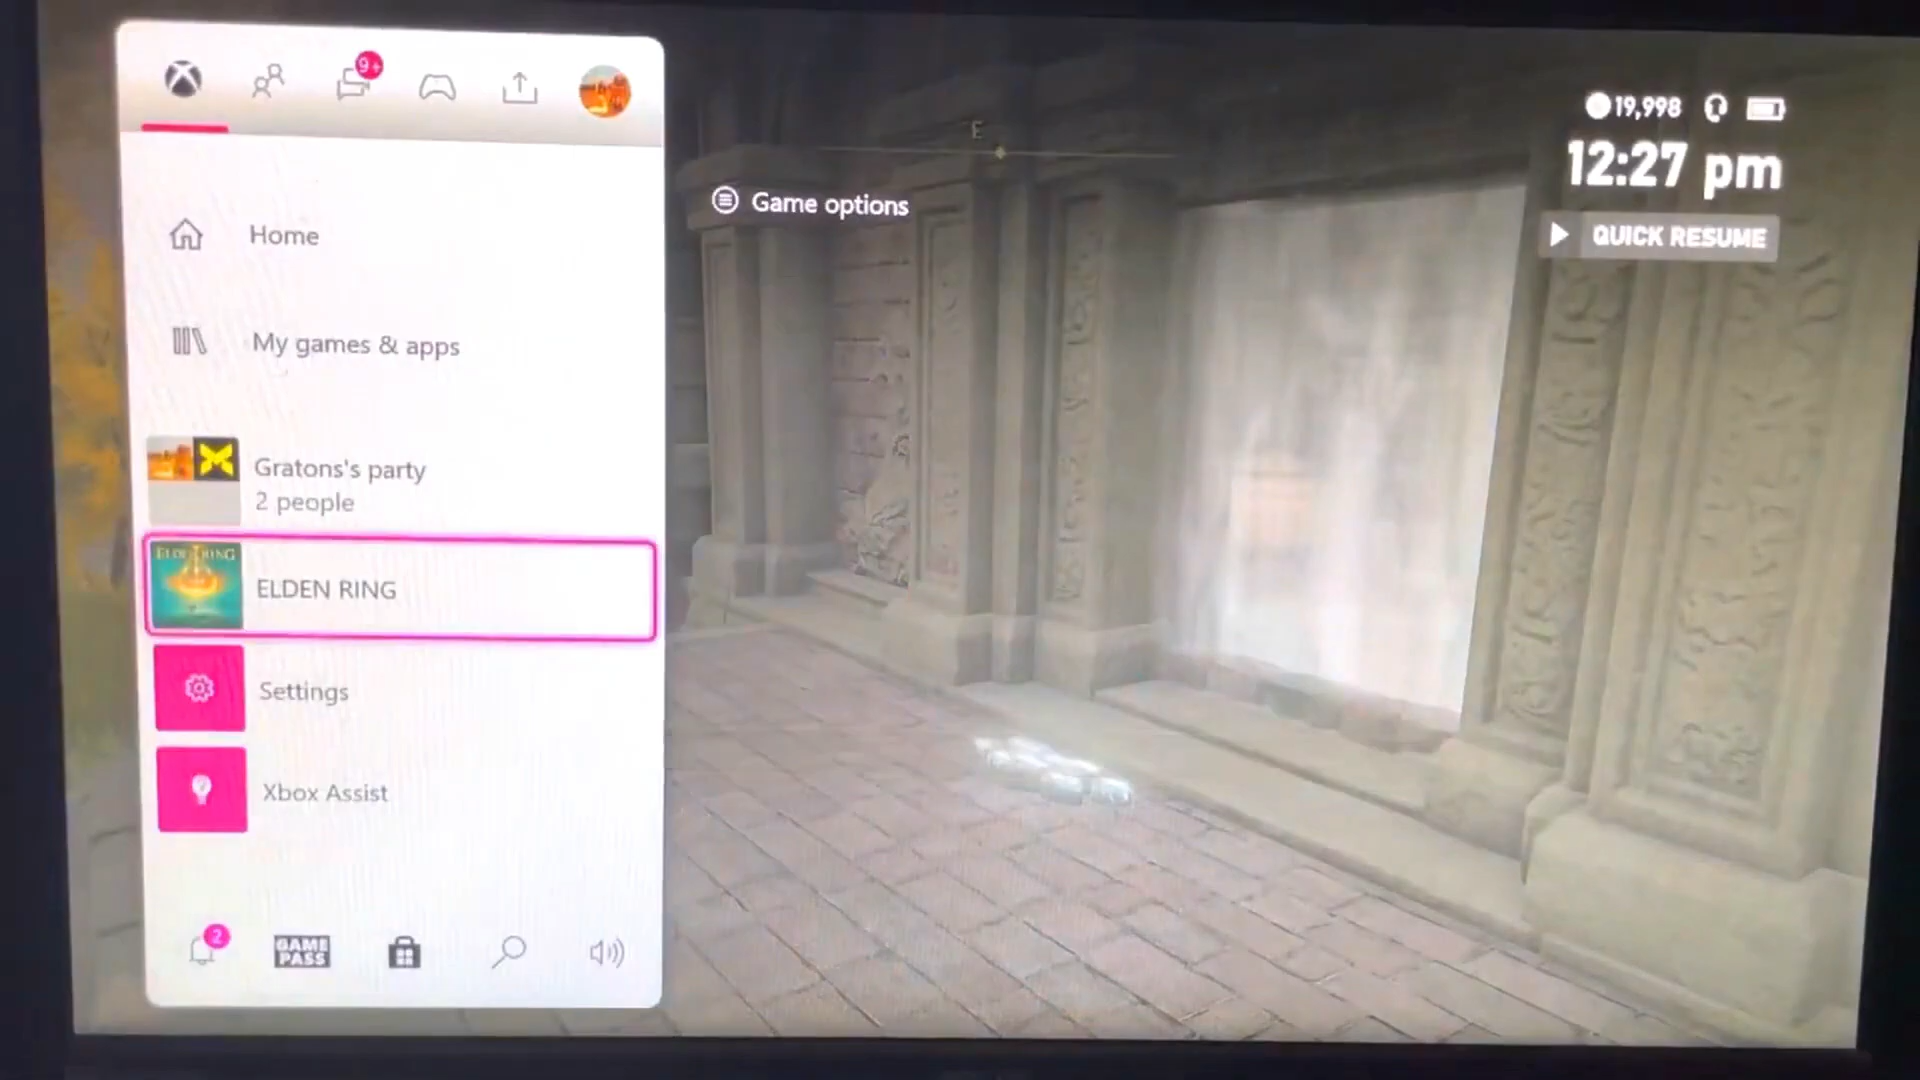 9+
Home
My games & apps
Gratons's party
2 people
ELDEN RING
ELDEN RING
Settings
Xbox Assist
2
GAME
PASS
E
Game options
19,998
12:27 pm
QUICK RESUME